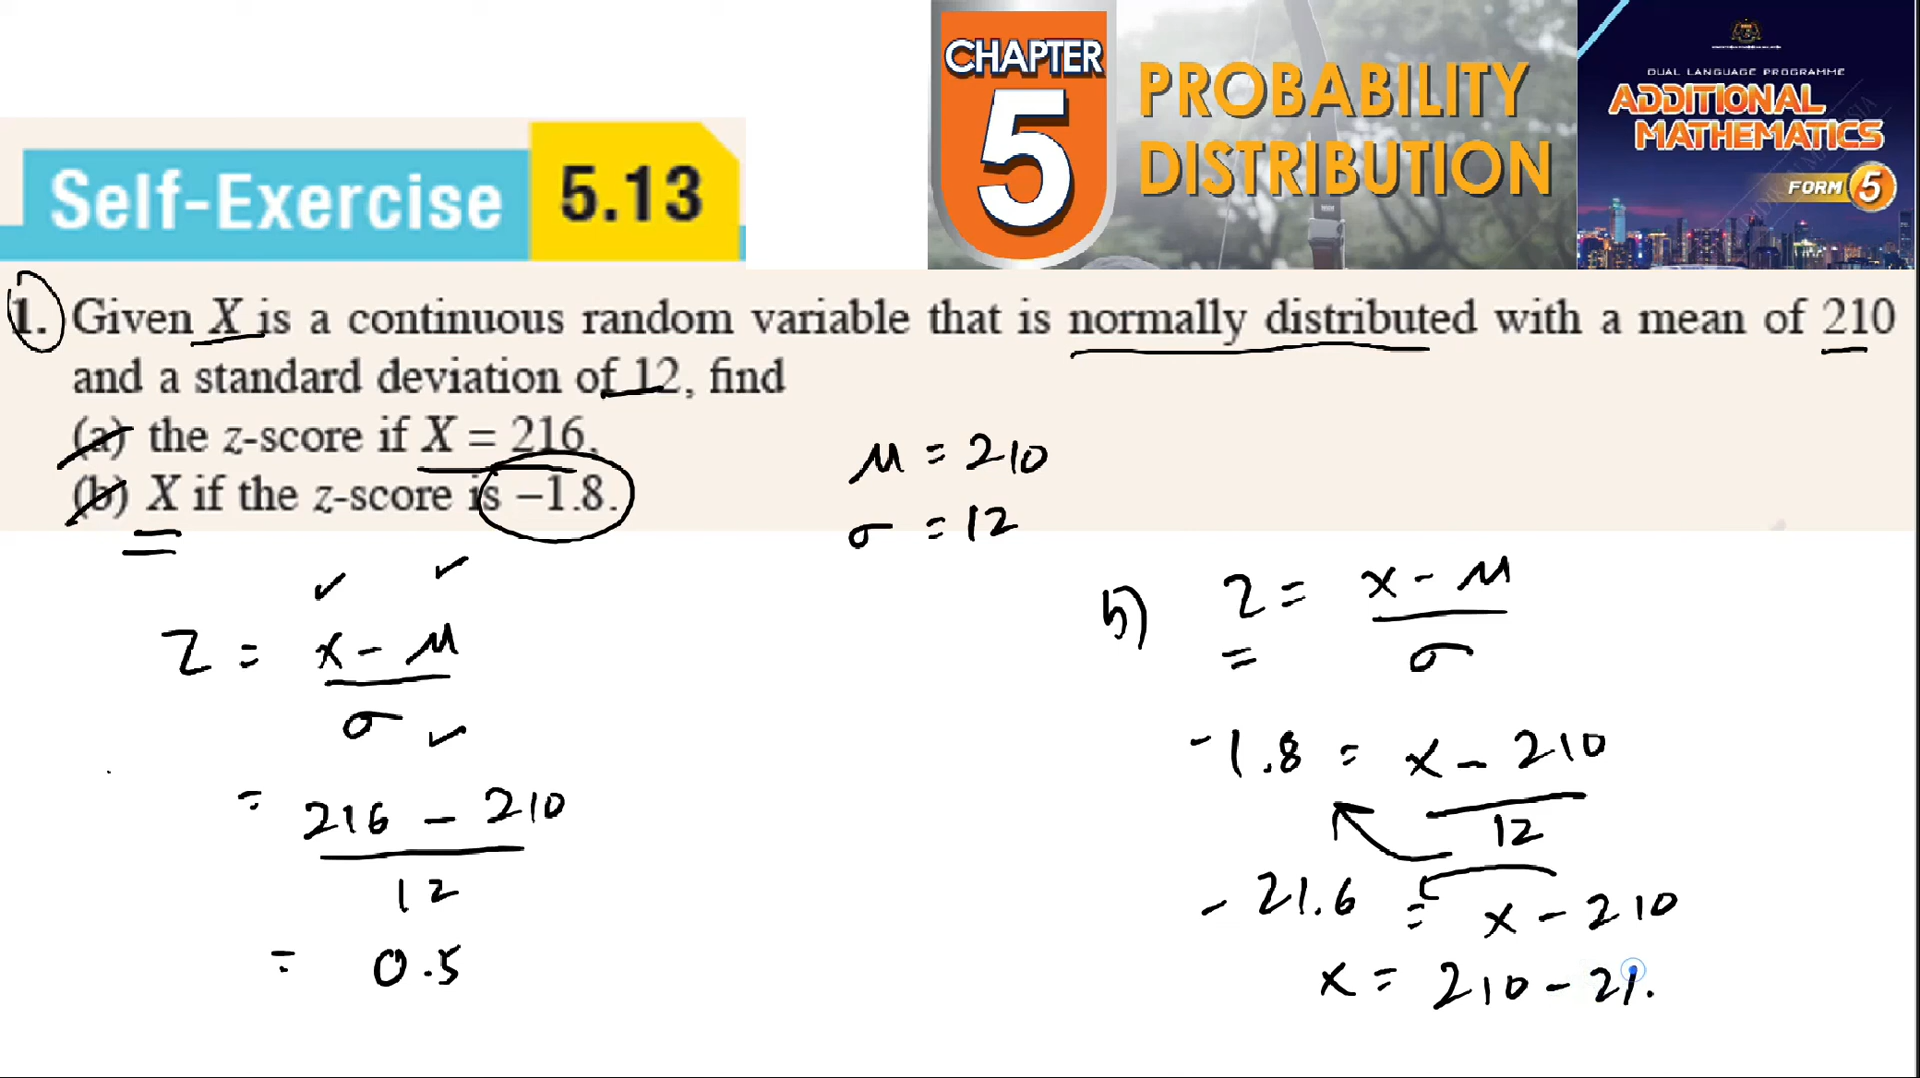 CHAPTER
5
PROBABILITY
DISTRIBUTION
DUAL LANGUAGE PROGRAMME
ADDITIONAL
MATHEMATICS
FORM 5
Self-Exercise 5.13
1. Given X is a continuous random variable that is normally distributed with a mean of 210
and a standard deviation of 12, find
(a) the z-score if X = 216.
(b) X if the z-score is –1.8.
μ = 210
σ = 12
Z = x - μ
σ
= 216 - 210
12
= 0.5
b) Z = x - μ
=
σ
-1.8 = x - 210
12
- 21.6 = x - 210
x = 210 - 21.